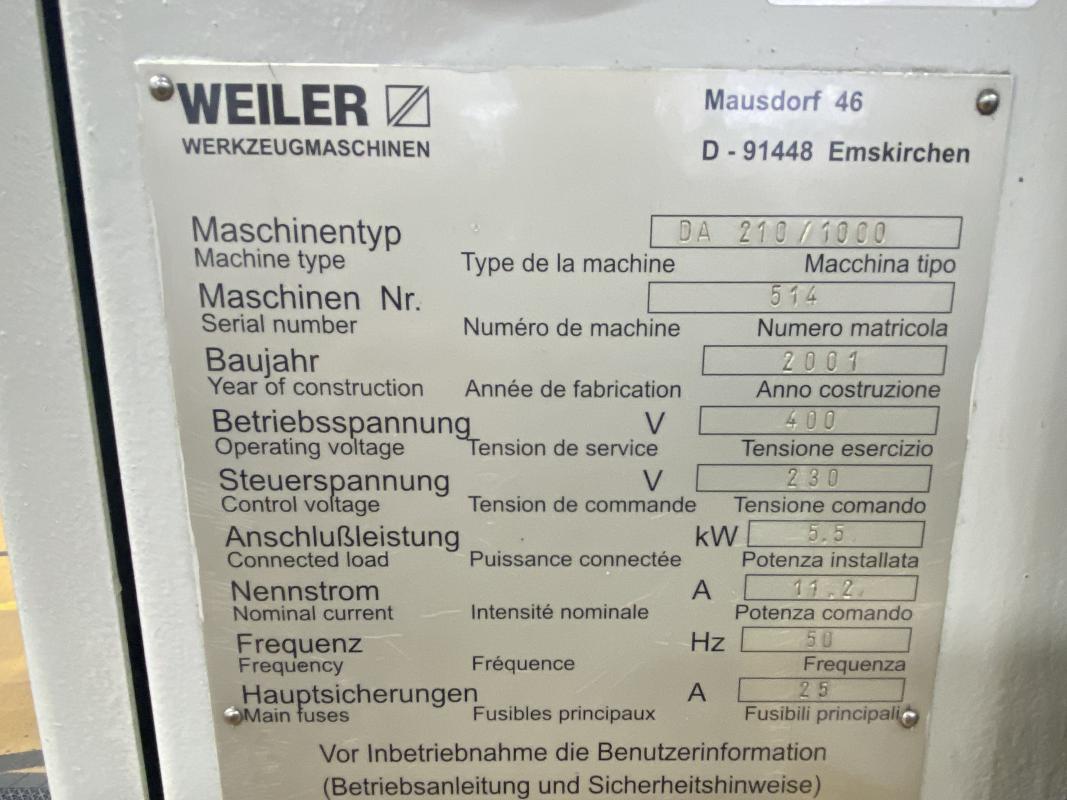 WEILER
WERKZEUGMASCHINEN
Mausdorf 46
D - 91448 Emskirchen
Maschinentyp DA 210/1000
Machine type Type de la machine Macchina tipo
Maschinen Nr. 514
Serial number Numéro de machine Numero matricola
Baujahr 2001
Year of construction Année de fabrication Anno costruzione
Betriebsspannung V 400
Operating voltage Tension de service Tensione esercizio
Steuerspannung V 230
Control voltage Tension de commande Tensione comando
Anschlußleistung kW 5.5
Connected load Puissance connectée Potenza installata
Nennstrom A 11.2
Nominal current Intensité nominale Potenza comando
Frequenz Hz 50
Frequency Fréquence Frequenza
Hauptsicherungen A 25
Main fuses Fusibles principaux Fusibili principali
Vor Inbetriebnahme die Benutzerinformation
(Betriebsanleitung und Sicherheitshinweise)